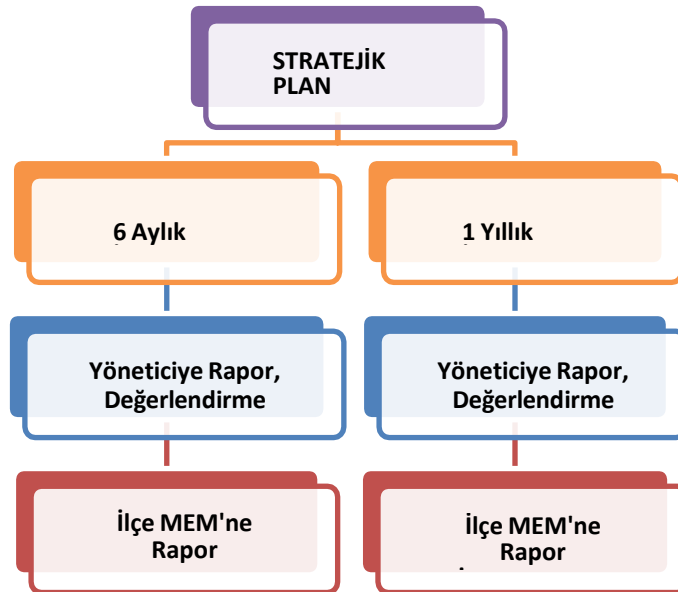 STRATEJİK
PLAN
6 Aylık
1 Yıllık
Yöneticiye Rapor,
Değerlendirme
Yöneticiye Rapor,
Değerlendirme
İlçe MEM'ne
Rapor
İlçe MEM'ne
Rapor